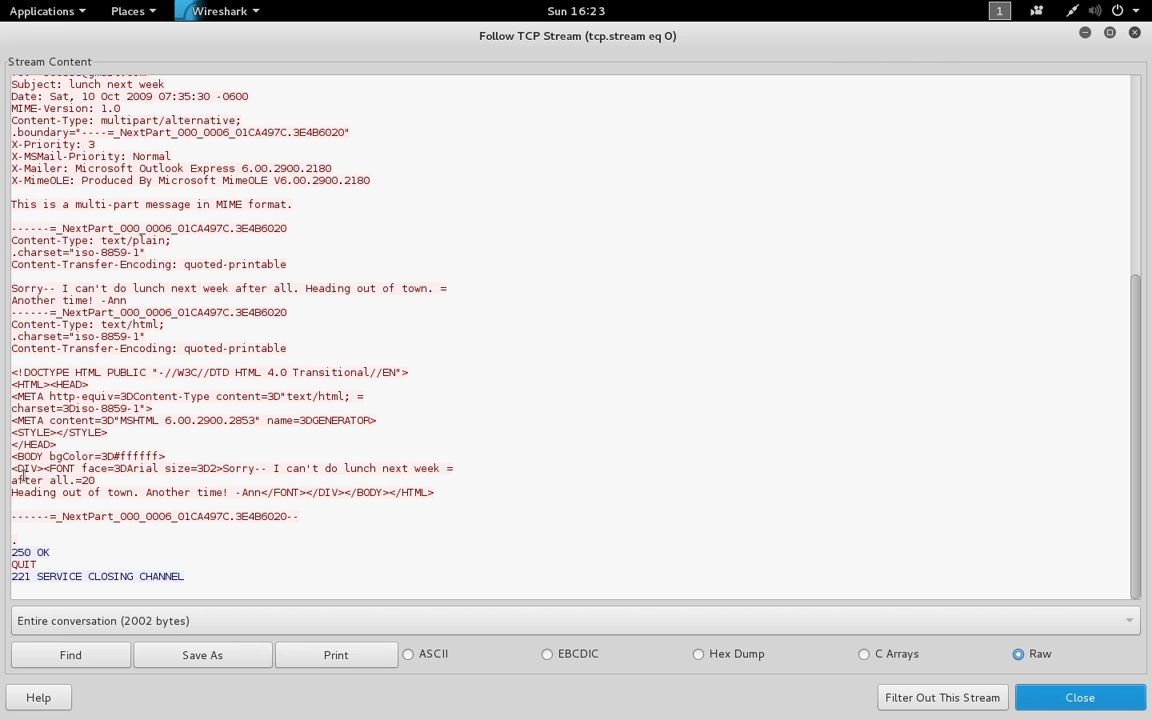 Applications Places Wireshark Sun 16:23 1
Follow TCP Stream (tcp.stream eq 0)
Stream Content
Subject: lunch next week
Date: Sat, 10 Oct 2009 07:35:30 -0600
MIME-Version: 1.0
Content-Type: multipart/alternative;
.boundary="----=_NextPart_000_0006_01CA497C.3E4B6020"
X-Priority: 3
X-MSMail-Priority: Normal
X-Mailer: Microsoft Outlook Express 6.00.2900.2180
X-MimeOLE: Produced By Microsoft MimeOLE V6.00.2900.2180
This is a multi-part message in MIME format.
------=_NextPart_000_0006_01CA497C.3E4B6020
Content-Type: text/plain;
.charset="iso-8859-1"
Content-Transfer-Encoding: quoted-printable
Sorry-- I can't do lunch next week after all. Heading out of town. =
Another time! -Ann
------=_NextPart_000_0006_01CA497C.3E4B6020
Content-Type: text/html;
.charset="iso-8859-1"
Content-Transfer-Encoding: quoted-printable
<!DOCTYPE HTML PUBLIC "-//W3C//DTD HTML 4.0 Transitional//EN">
<HTML><HEAD>
<META http-equiv=3DContent-Type content=3D"text/html; =
charset=3Diso-8859-1">
<META content=3D"MSHTML 6.00.2900.2853" name=3DGENERATOR>
<STYLE></STYLE>
</HEAD>
<BODY bgColor=3D#ffffff>
<DIV><FONT face=3DArial size=3D2>Sorry-- I can't do lunch next week =
after all.=20
Heading out of town. Another time! -Ann</FONT></DIV></BODY></HTML>
------=_NextPart_000_0006_01CA497C.3E4B6020--
.
250 OK
QUIT
221 SERVICE CLOSING CHANNEL
Entire conversation (2002 bytes)
Find Save As Print ASCII EBCDIC Hex Dump C Arrays Raw
Help Filter Out This Stream Close